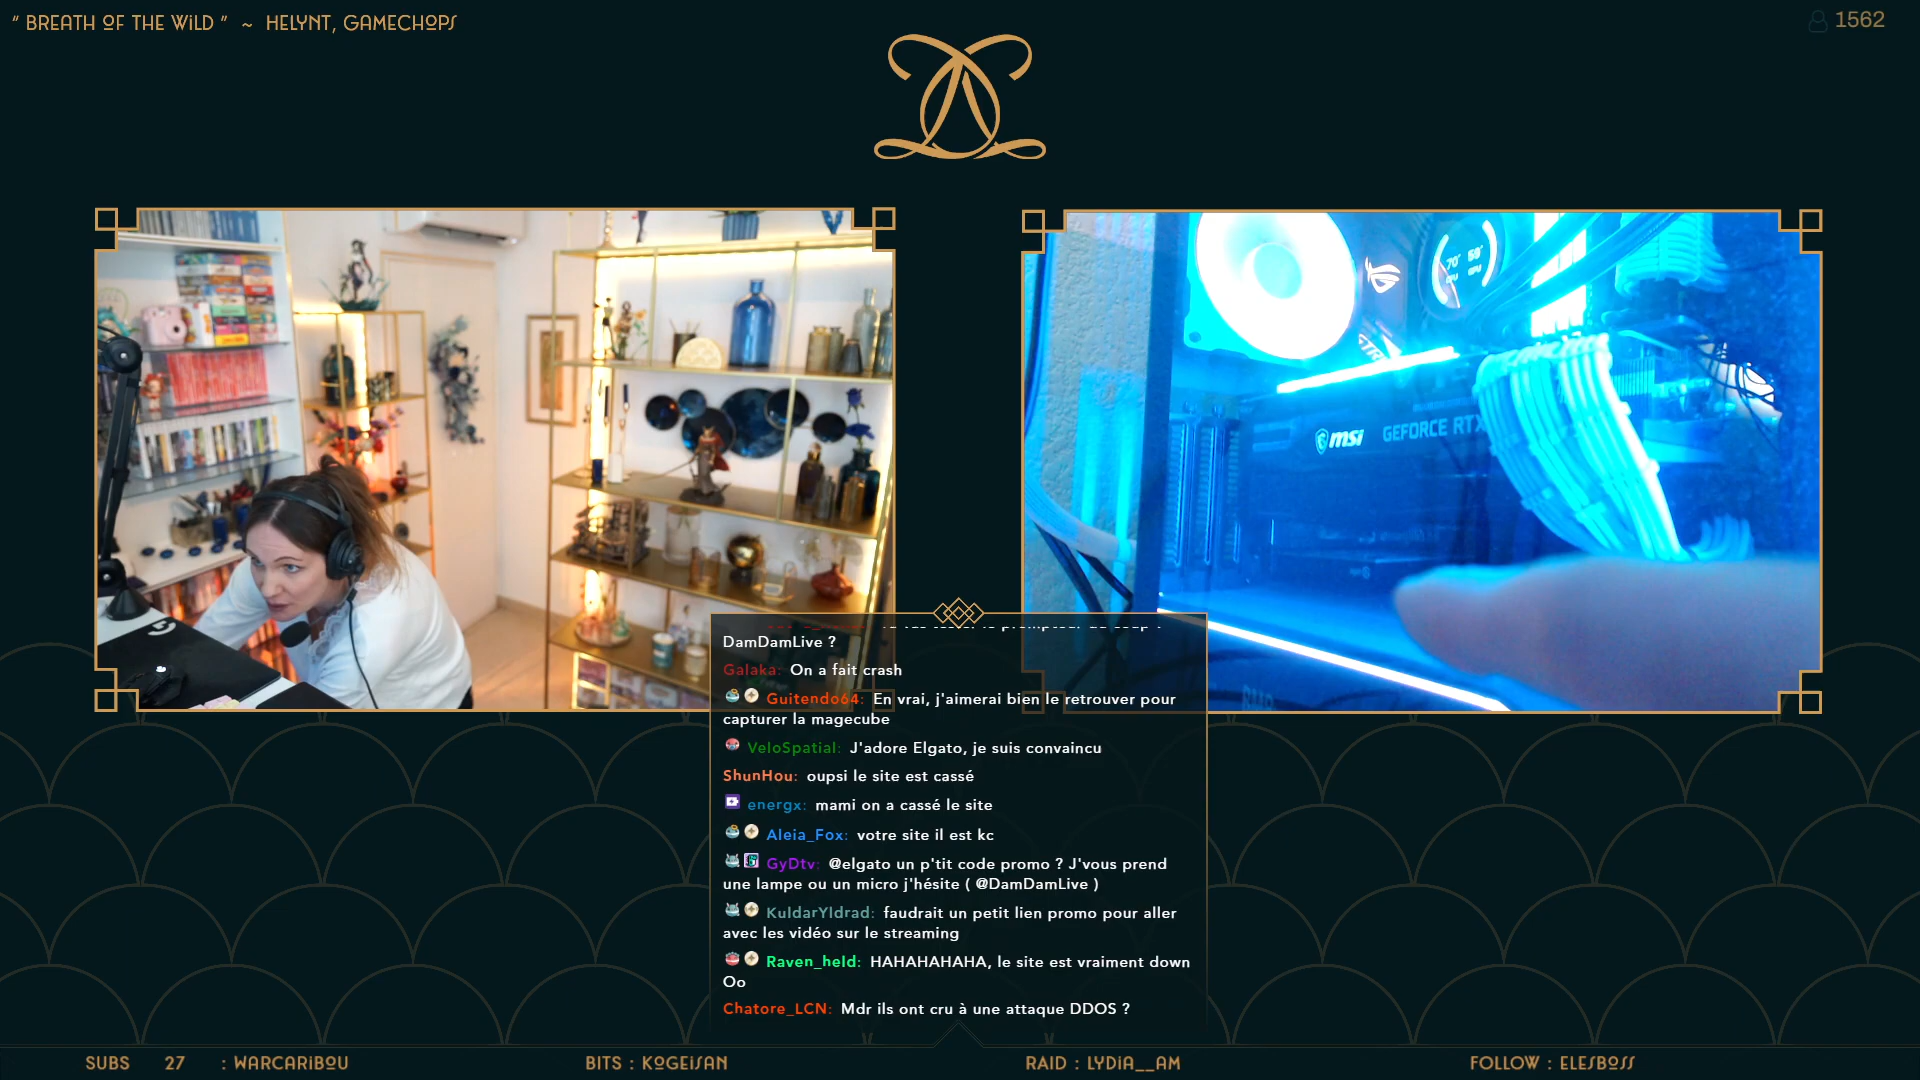 " BREATH OF THE WiLD " ~ HELYNT, GAMECHOPS
1562
70° 59°
CPU GPU
msi GEFORCE RTX
DamDamLive ?
Galaka: On a fait crash
Guitendo64: En vrai, j'aimerai bien le retrouver pour
capturer la magecube
VeloSpatial: J'adore Elgato, je suis convaincu
ShunHou: oupsi le site est cassé
energx: mami on a cassé le site
Aleia_Fox: votre site il est kc
GyDtv: @elgato un p'tit code promo ? J'vous prend
une lampe ou un micro j'hésite ( @DamDamLive )
KuldarYldrad: faudrait un petit lien promo pour aller
avec les vidéo sur le streaming
Raven_held: HAHAHAHAHA, le site est vraiment down
Oo
Chatore_LCN: Mdr ils ont cru à une attaque DDOS ?
SUBS 27 : WARCARiBOU
BITS : KOGEiSAN
RAID : LYDiA__AM
FOLLOW : ELESBOSS